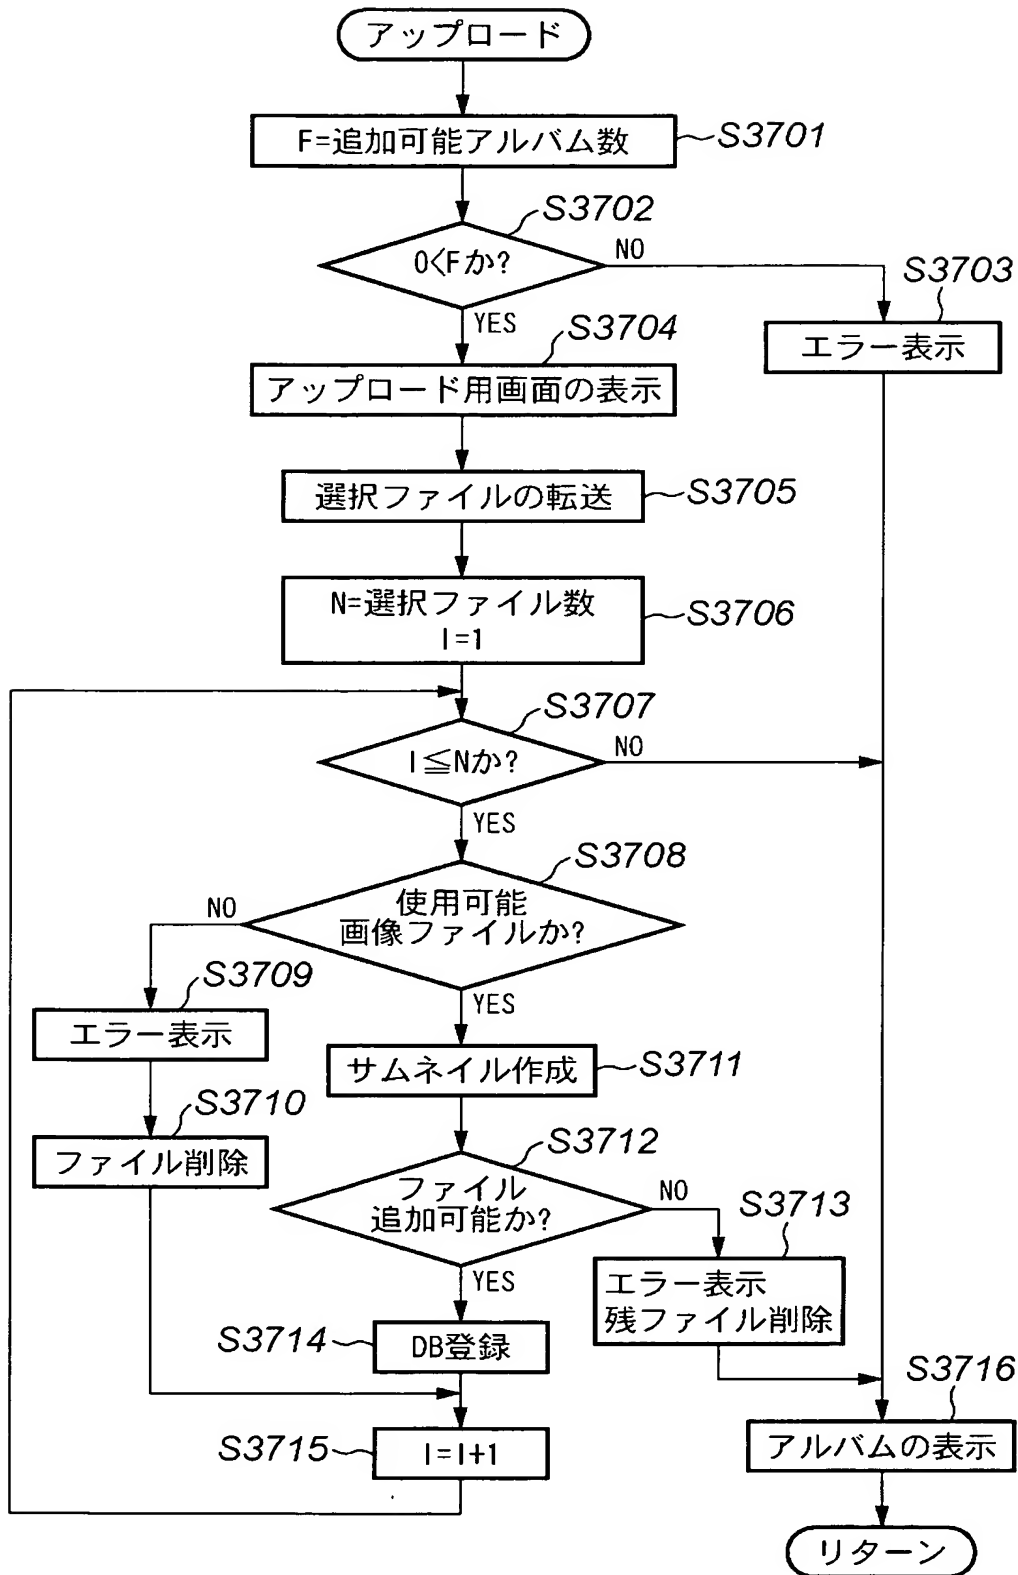 アップロード
F=追加可能アルバム数
S3701
S3702
0<Fか?
NO
S3703
YES
エラー表示
S3704
アップロード用画面の表示
選択ファイルの転送
S3705
N=選択ファイル数
I=1
S3706
S3707
I≦Nか?
NO
YES
S3708
使用可能
画像ファイルか?
NO
YES
S3709
エラー表示
サムネイル作成
S3711
S3710
ファイル削除
S3712
ファイル
追加可能か?
NO
YES
S3713
エラー表示
残ファイル削除
S3714
DB登録
S3715
I=I+1
S3716
アルバムの表示
リターン